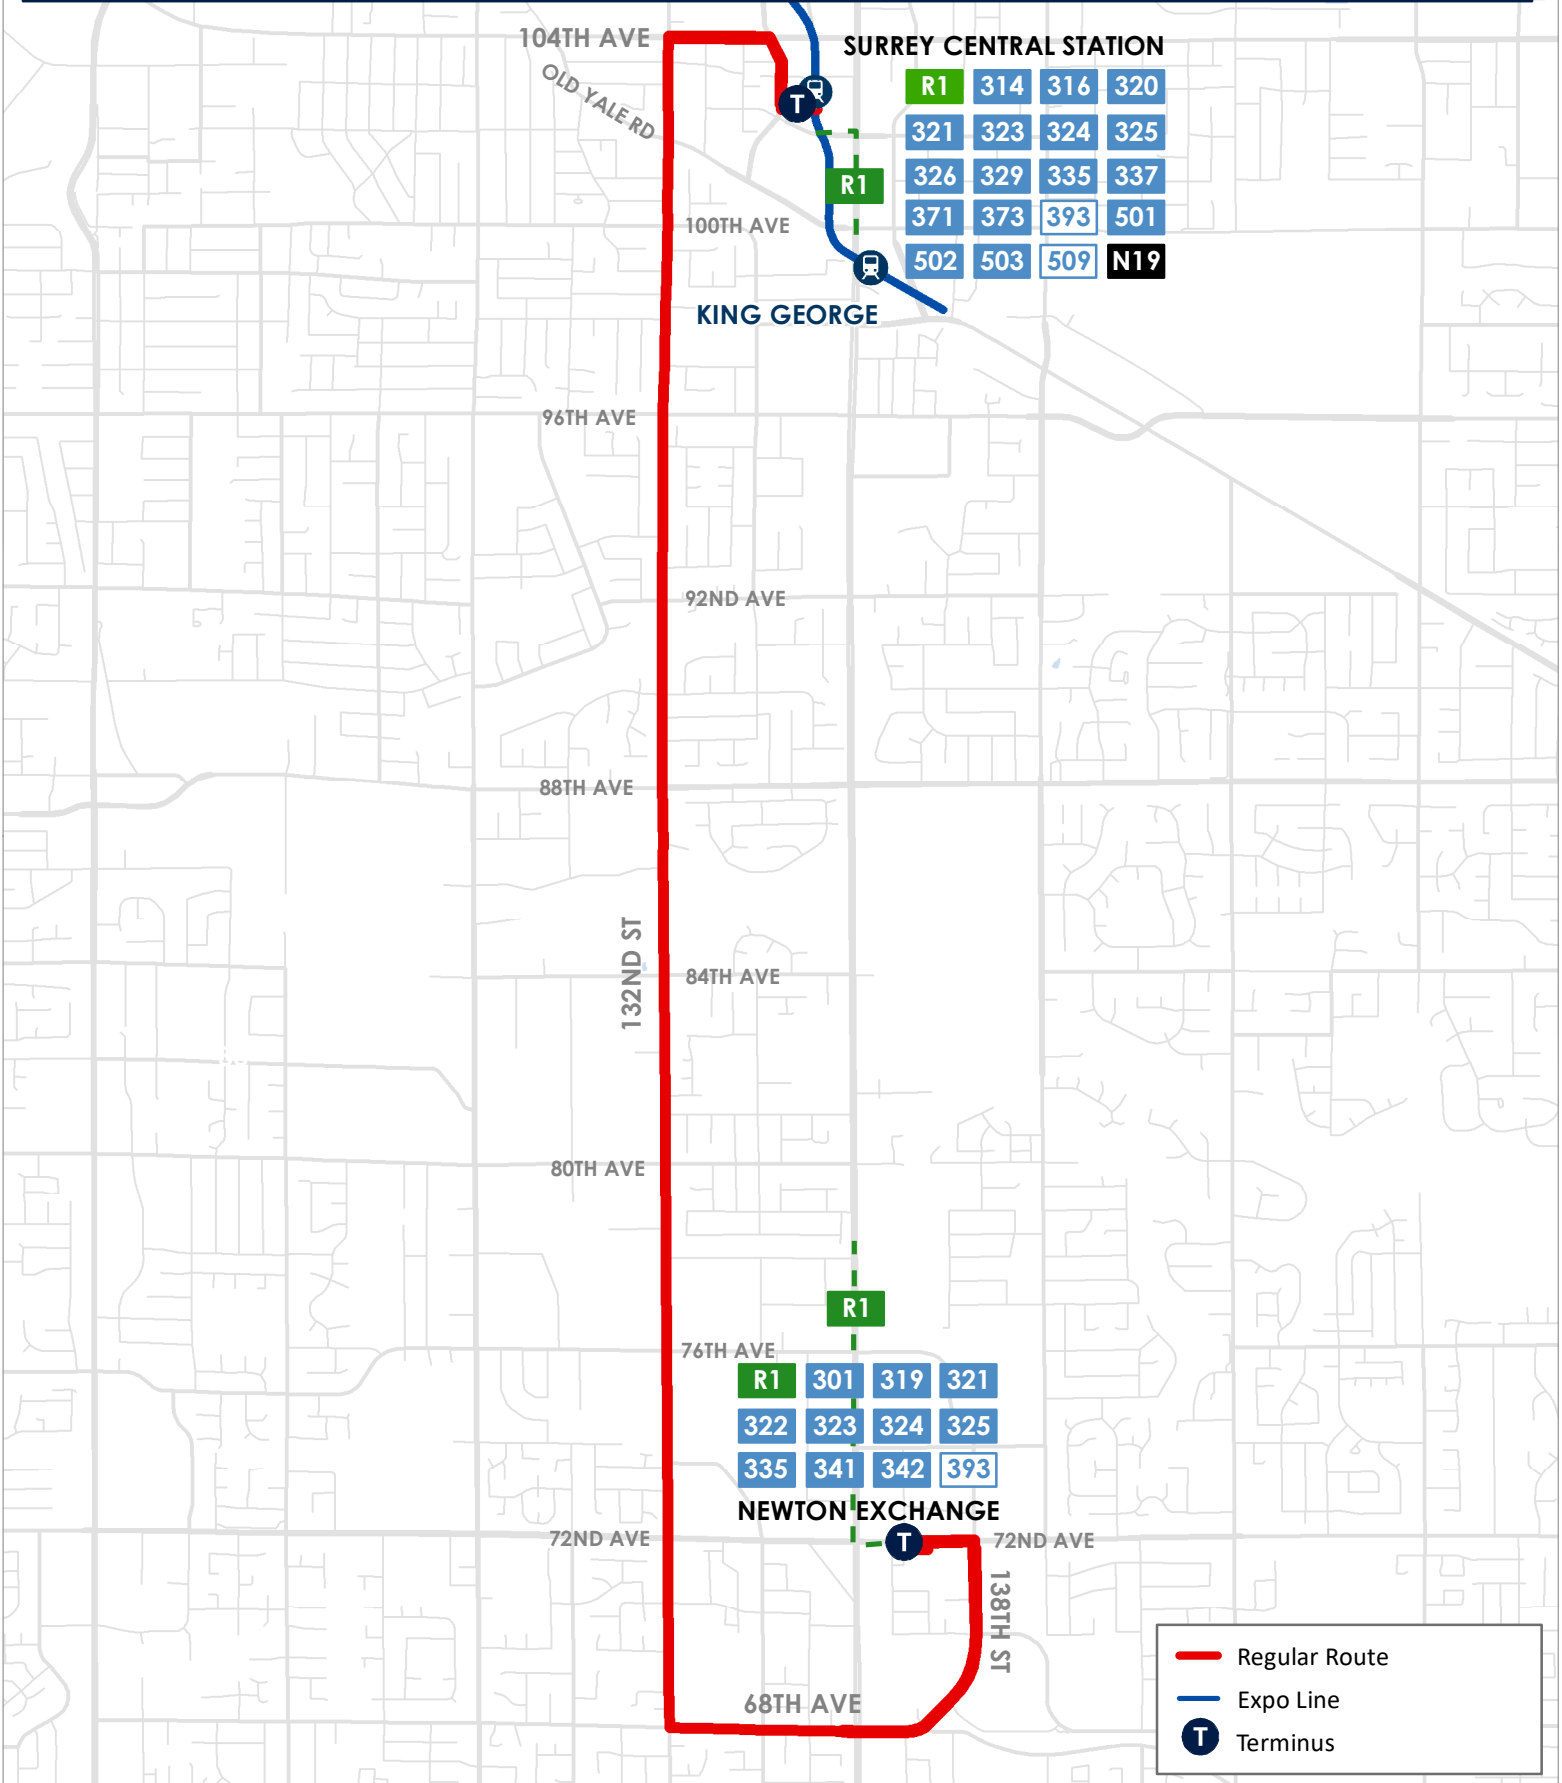 104TH AVE
SURREY CENTRAL STATION
OLD YALE RD
T
R1 314 316 320
321 323 324 325
326 329 335 337
371 373 393 501
502 503 509 N19
R1
100TH AVE
KING GEORGE
96TH AVE
92ND AVE
88TH AVE
132ND ST
84TH AVE
80TH AVE
R1
76TH AVE
R1 301 319 321
322 323 324 325
335 341 342 393
NEWTON EXCHANGE
72ND AVE
T
72ND AVE
138TH ST
68TH AVE
Regular Route
Expo Line
T Terminus